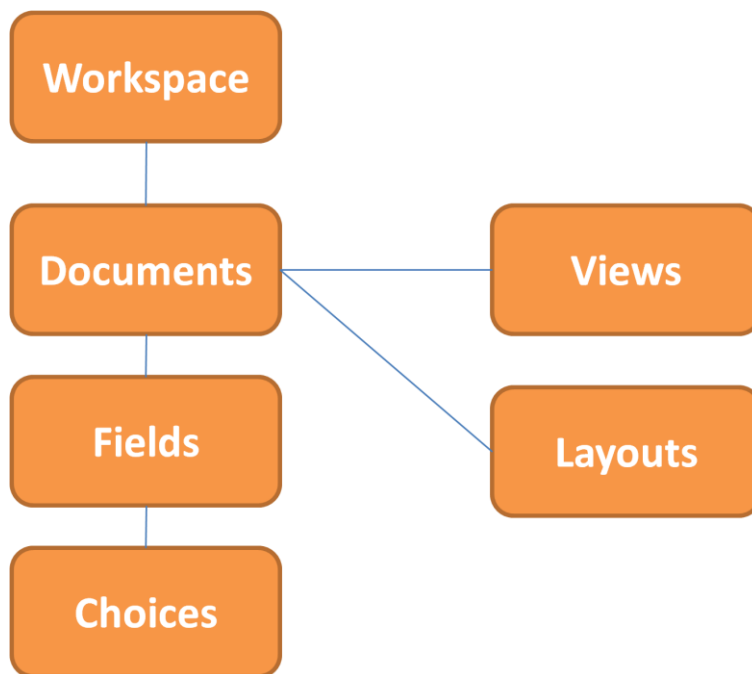 Workspace
Documents
Views
Fields
Layouts
Choices